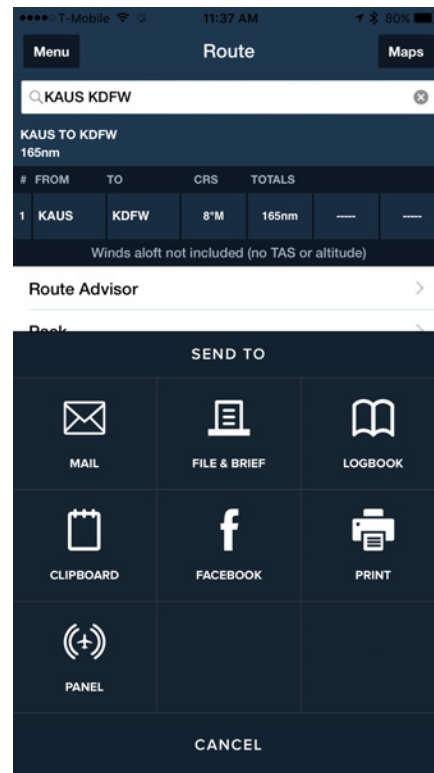 T-Mobile 11:37 AM 80%
Menu Route Maps
KAUS KDFW
KAUS TO KDFW
165nm
# FROM TO CRS TOTALS
1 KAUS KDFW 8°M 165nm ----- ----
Winds aloft not included (no TAS or altitude)
Route Advisor
Pack
SEND TO
MAIL FILE & BRIEF LOGBOOK
CLIPBOARD FACEBOOK PRINT
PANEL
CANCEL